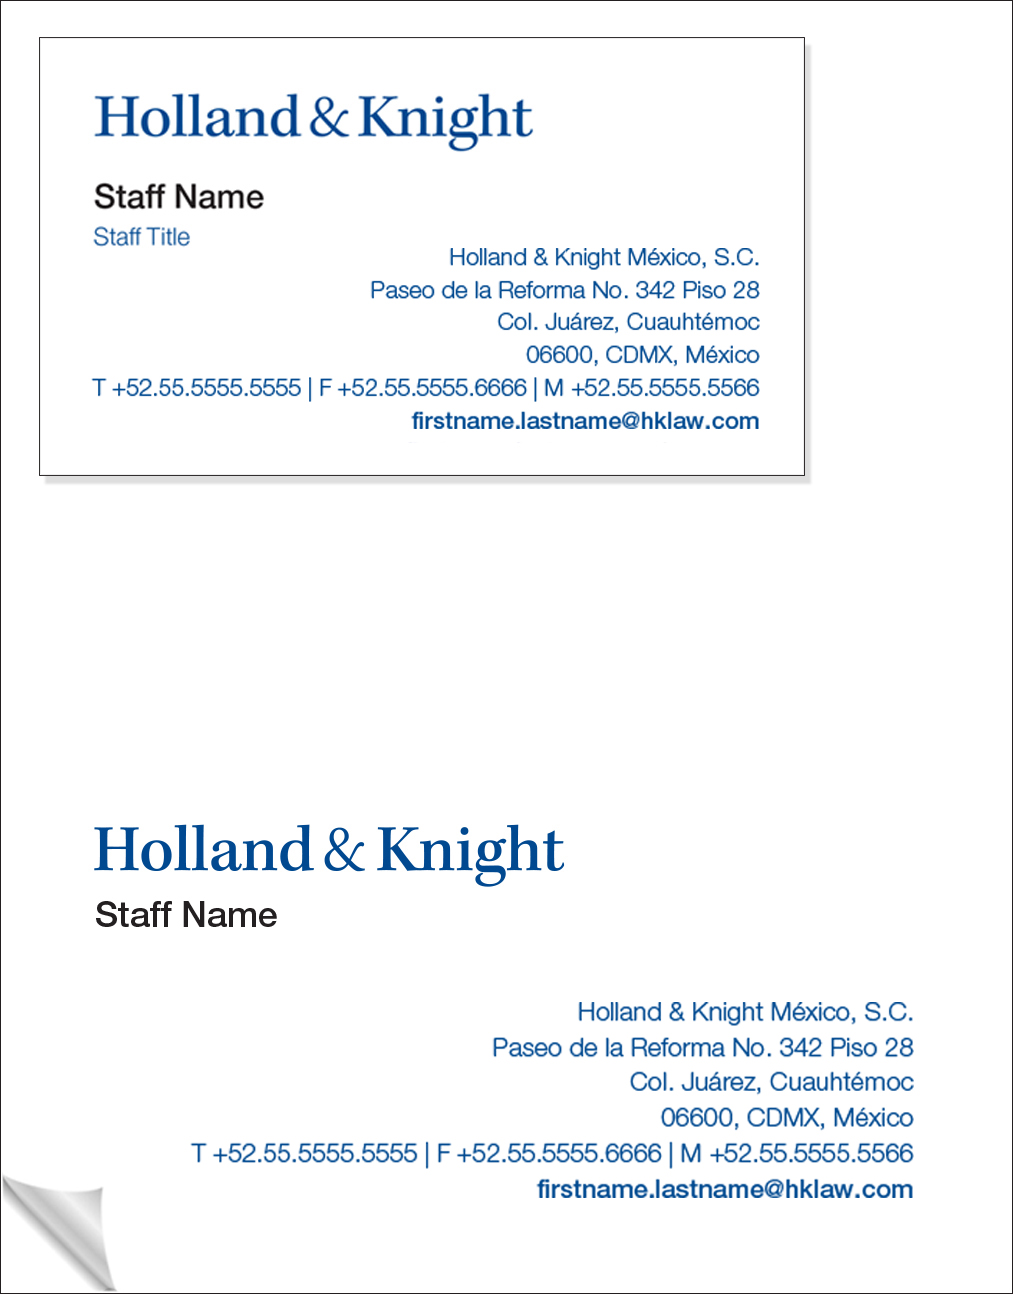 Holland & Knight
Staff Name
Staff Title
Holland & Knight México, S.C.
Paseo de la Reforma No. 342 Piso 28
Col. Juárez, Cuauhtémoc
06600, CDMX, México
T +52.55.5555.5555 | F +52.55.5555.6666 | M +52.55.5555.5566
firstname.lastname@hklaw.com
Holland & Knight
Staff Name
Holland & Knight México, S.C.
Paseo de la Reforma No. 342 Piso 28
Col. Juárez, Cuauhtémoc
06600, CDMX, México
T +52.55.5555.5555 | F +52.55.5555.6666 | M +52.55.5555.5566
firstname.lastname@hklaw.com